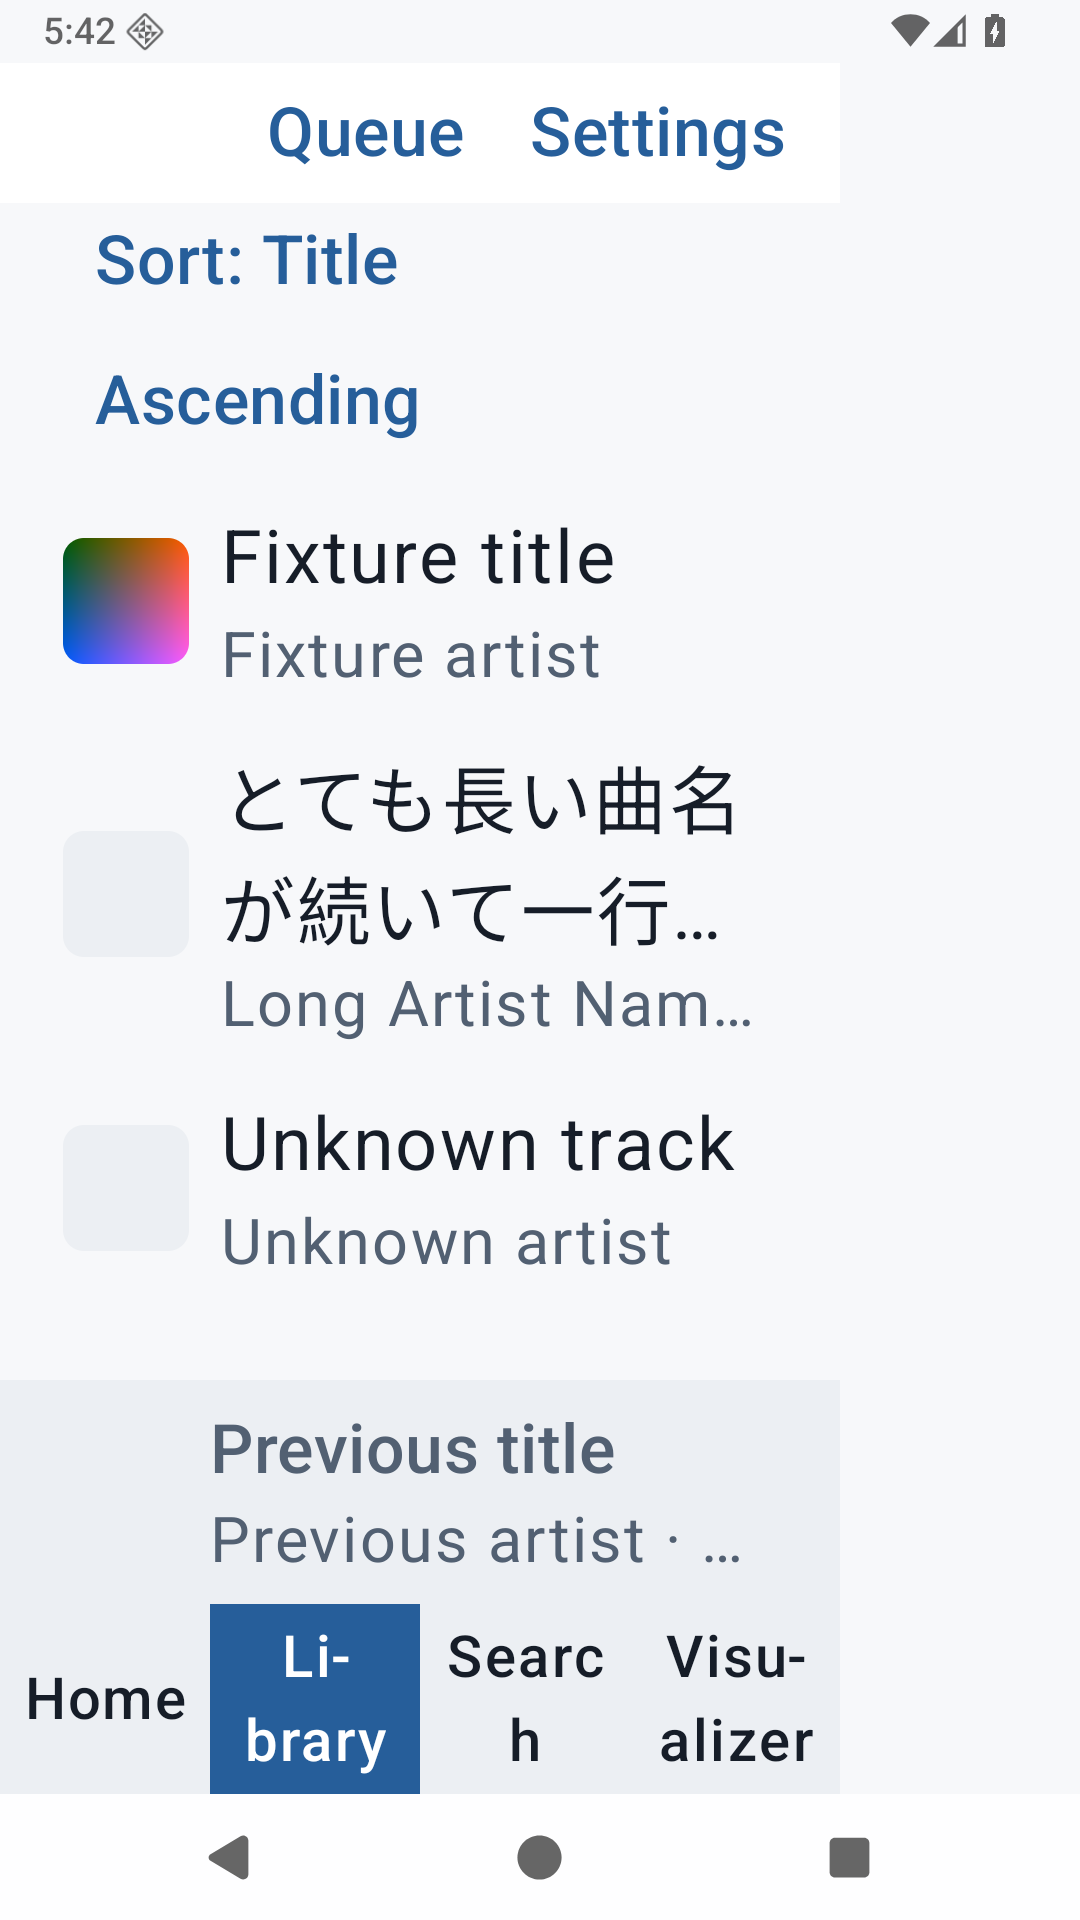 5:42
Queue Settings
Sort: Title
Ascending
Fixture title
Fixture artist
とても長い曲名
が続いて一行…
Long Artist Nam…
Unknown track
Unknown artist
Previous title
Previous artist · …
Home
Li-
brary
Searc
h
Visu-
alizer